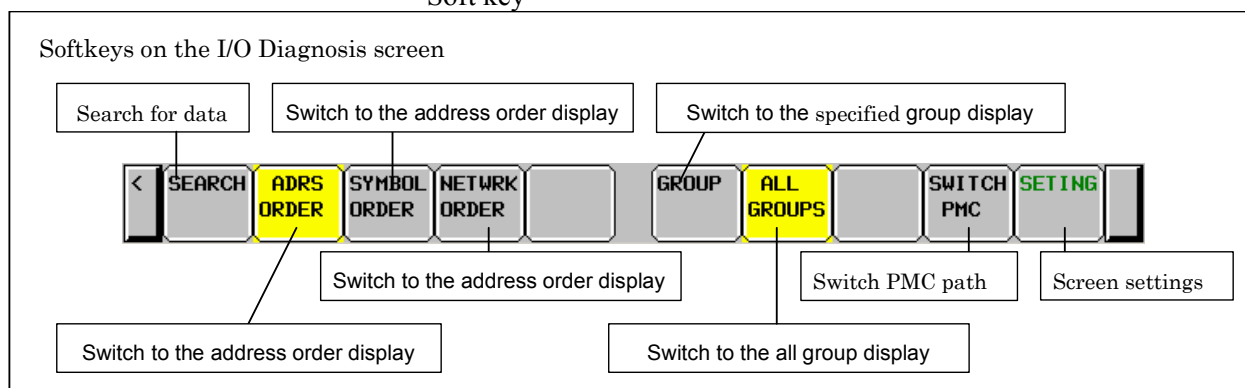 Soft key
Softkeys on the I/O Diagnosis screen
Search for data
Switch to the address order display
Switch to the specified group display
<
SEARCH
ADRS
ORDER
SYMBOL
ORDER
NETWRK
ORDER
GROUP
ALL
GROUPS
SWITCH
PMC
SETING
Switch to the address order display
Switch PMC path
Screen settings
Switch to the address order display
Switch to the all group display